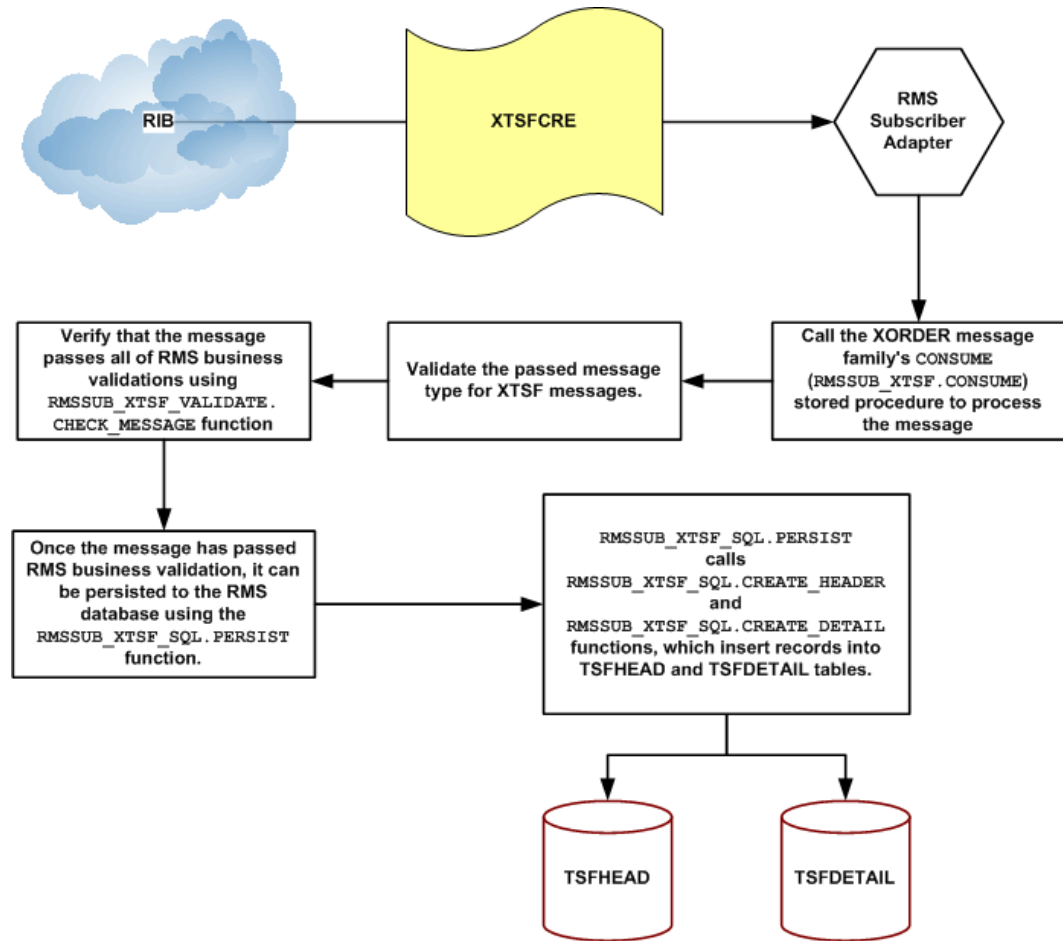 RIB
XTSFCRE
RMS
Subscriber
Adapter
Verify that the message
passes all of RMS business
validations using
RMSSUB_XTSF_VALIDATE.
CHECK_MESSAGE function
Validate the passed message
type for XTSF messages.
Call the XORDER message
family's CONSUME
(RMSSUB_XTSF.CONSUME)
stored procedure to process
the message
Once the message has passed
RMS business validation, it can
be persisted to the RMS
database using the
RMSSUB_XTSF_SQL.PERSIST
function.
RMSSUB_XTSF_SQL.PERSIST
calls
RMSSUB_XTSF_SQL.CREATE_HEADER
and
RMSSUB_XTSF_SQL.CREATE_DETAIL
functions, which insert records into
TSFHEAD and TSFDETAIL tables.
TSFHEAD
TSFDETAIL